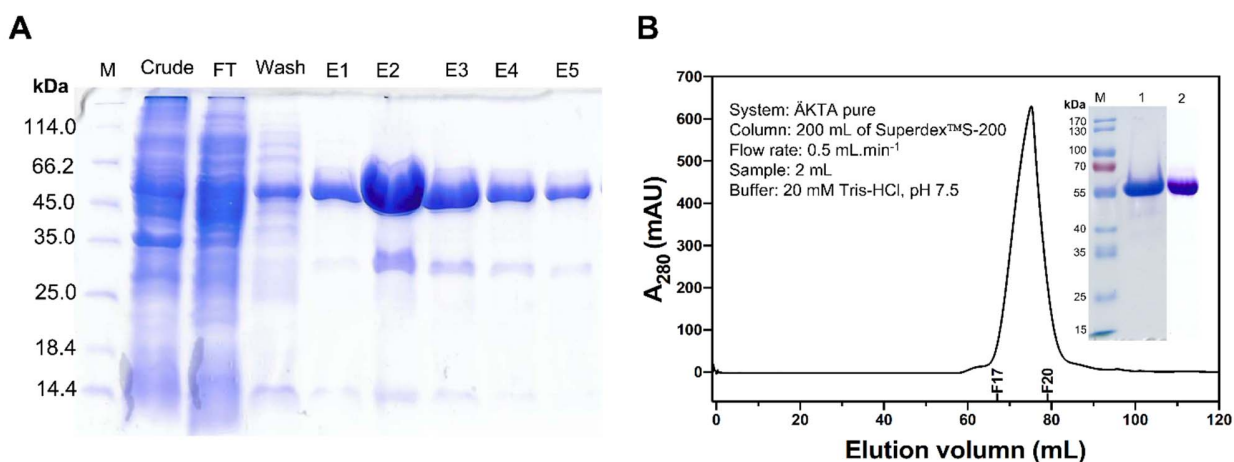 A
M Crude FT Wash E1 E2 E3 E4 E5
kDa
114.0
66.2
45.0
35.0
25.0
18.4
14.4
B
700
600
500
400
300
200
100
0
A280 (mAU)
System: ÄKTA pure
Column: 200 mL of Superdex™S-200
Flow rate: 0.5 mL.min⁻¹
Sample: 2 mL
Buffer: 20 mM Tris-HCl, pH 7.5
kDa M 1 2
170
130
100
70
55
40
35
25
15
F17 F20
0 20 40 60 80 100 120
Elution volumn (mL)